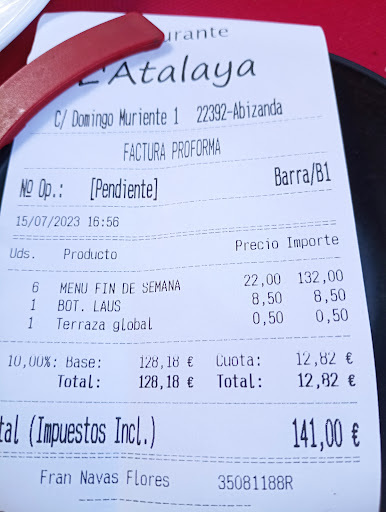 urante
L'Atalaya
C/ Domingo Muriente 1 22392-Abizanda
FACTURA PROFORMA
Nº Op.: [Pendiente] Barra/B1
15/07/2023 16:56
Uds. Producto Precio Importe
6 MENU FIN DE SEMANA 22,00 132,00
1 BOT. LAUS 8,50 8,50
1 Terraza global 0,50 0,50
10,00%: Base: 128,18 € Cuota: 12,82 €
Total: 128,18 € Total: 12,82 €
tal (Impuestos Incl.) 141,00 €
Fran Navas Flores 35081188R